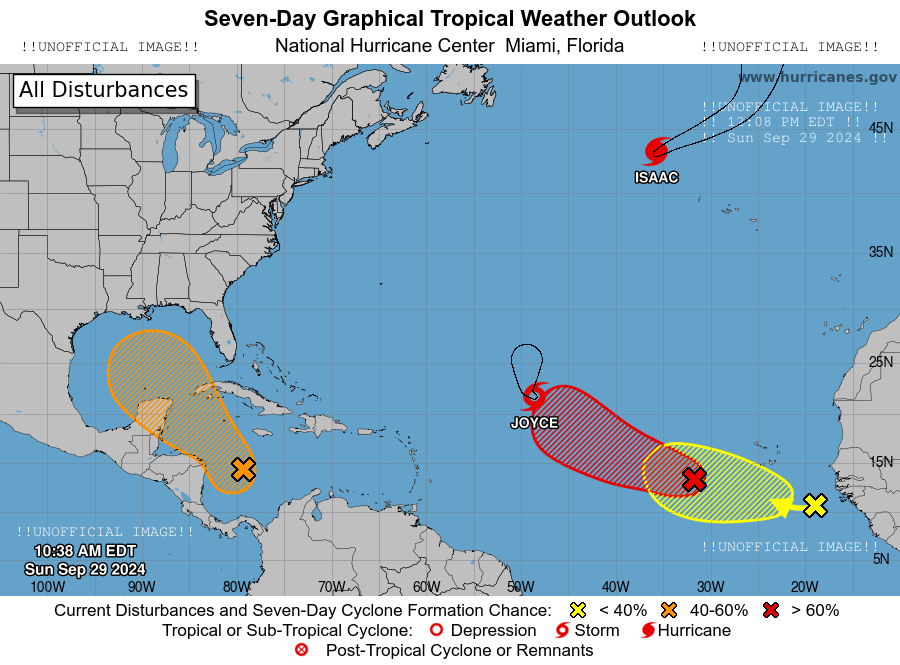 Seven-Day Graphical Tropical Weather Outlook
!!UNOFFICIAL IMAGE!!
National Hurricane Center  Miami, Florida
!!UNOFFICIAL IMAGE!!
All Disturbances
www.hurricanes.gov
!!UNOFFICIAL IMAGE!!
!! 12:08 PM EDT !!
!! Sun Sep 29 2024 !!
45N
ISAAC
35N
25N
JOYCE
15N
!!UNOFFICIAL IMAGE!!
10:38 AM EDT
Sun Sep 29 2024
!!UNOFFICIAL IMAGE!!
5N
100W 90W 80W 70W 60W 50W 40W 30W 20W
Current Disturbances and Seven-Day Cyclone Formation Chance: < 40% 40-60% > 60%
Tropical or Sub-Tropical Cyclone: Depression Storm Hurricane
Post-Tropical Cyclone or Remnants